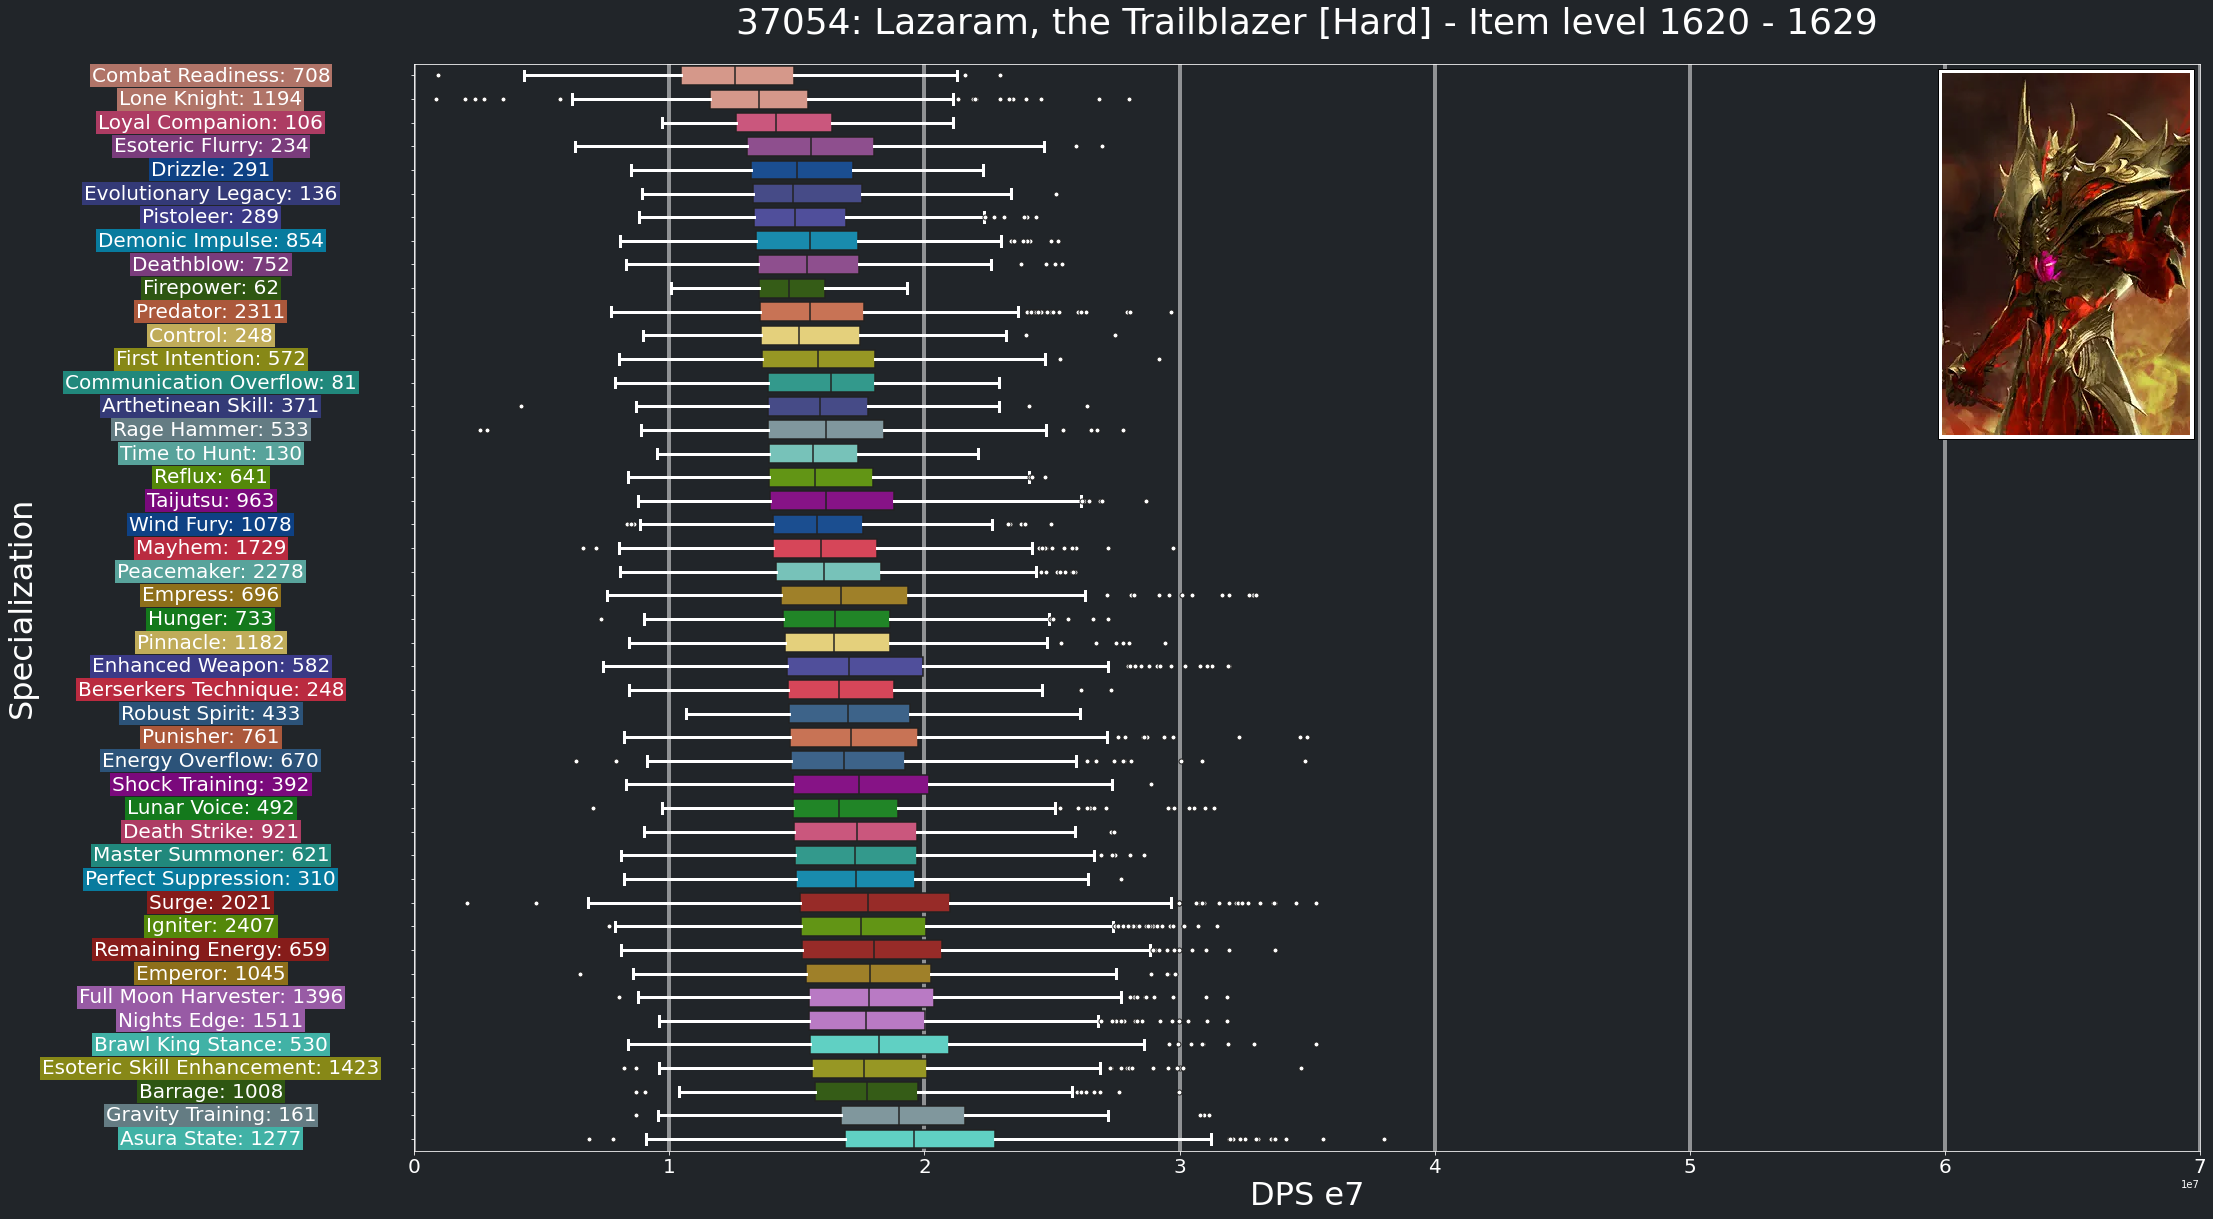 37054: Lazaram, the Trailblazer [Hard] - Item level 1620 - 1629
Combat Readiness: 708
Lone Knight: 1194
Loyal Companion: 106
Esoteric Flurry: 234
Drizzle: 291
Evolutionary Legacy: 136
Pistoleer: 289
Demonic Impulse: 854
Deathblow: 752
Firepower: 62
Predator: 2311
Control: 248
First Intention: 572
Communication Overflow: 81
Arthetinean Skill: 371
Rage Hammer: 533
Time to Hunt: 130
Reflux: 641
Taijutsu: 963
Wind Fury: 1078
Mayhem: 1729
Peacemaker: 2278
Empress: 696
Hunger: 733
Pinnacle: 1182
Enhanced Weapon: 582
Berserkers Technique: 248
Robust Spirit: 433
Punisher: 761
Energy Overflow: 670
Shock Training: 392
Lunar Voice: 492
Death Strike: 921
Master Summoner: 621
Perfect Suppression: 310
Surge: 2021
Igniter: 2407
Remaining Energy: 659
Emperor: 1045
Full Moon Harvester: 1396
Nights Edge: 1511
Brawl King Stance: 530
Esoteric Skill Enhancement: 1423
Barrage: 1008
Gravity Training: 161
Asura State: 1277
Specialization
0 1 2 3 4 5 6 7
1e7
DPS e7